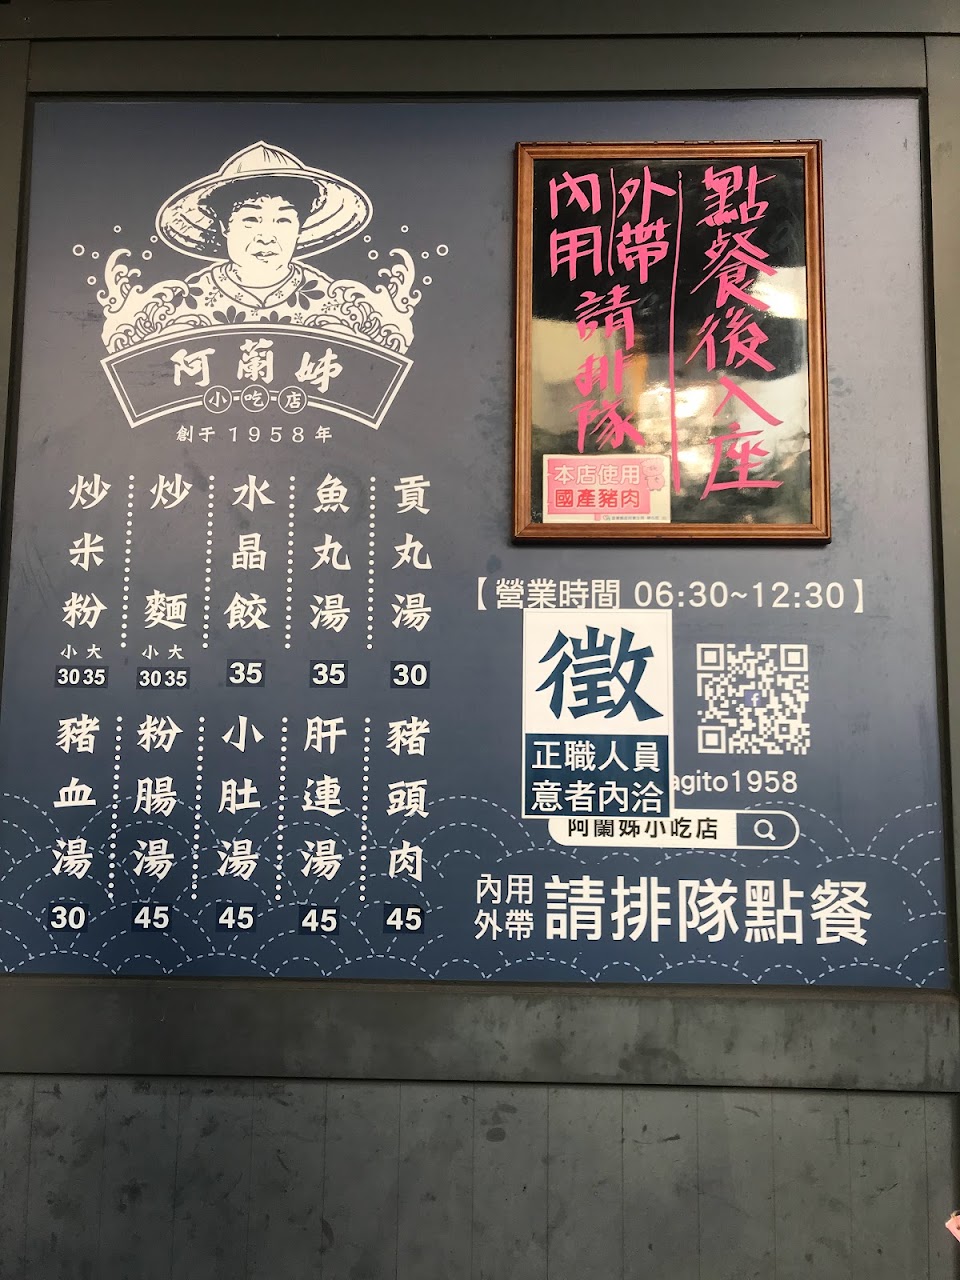 阿蘭姊
小吃店
創于1958年
炒米粉
小 大
30 35
炒麵
小 大
30 35
水晶餃
35
魚丸湯
35
貢丸湯
30
豬血湯
30
粉腸湯
45
小肚湯
45
肝連湯
45
豬頭肉
45
點餐後入座
外帶
內用
請排隊
本店使用
國產豬肉
【營業時間 06:30~12:30】
徵
正職人員
意者內洽
agito1958
阿蘭姊小吃店
內用
外帶
請排隊點餐